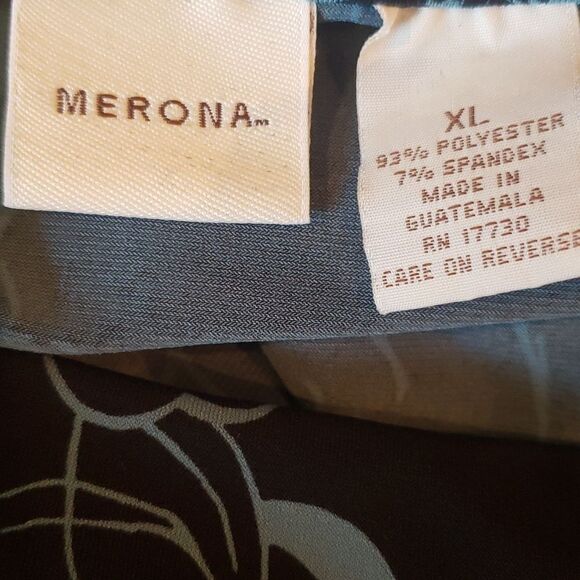 MERONA™
XL
93% POLYESTER
7% SPANDEX
MADE IN
GUATEMALA
RN 17730
CARE ON REVERSE